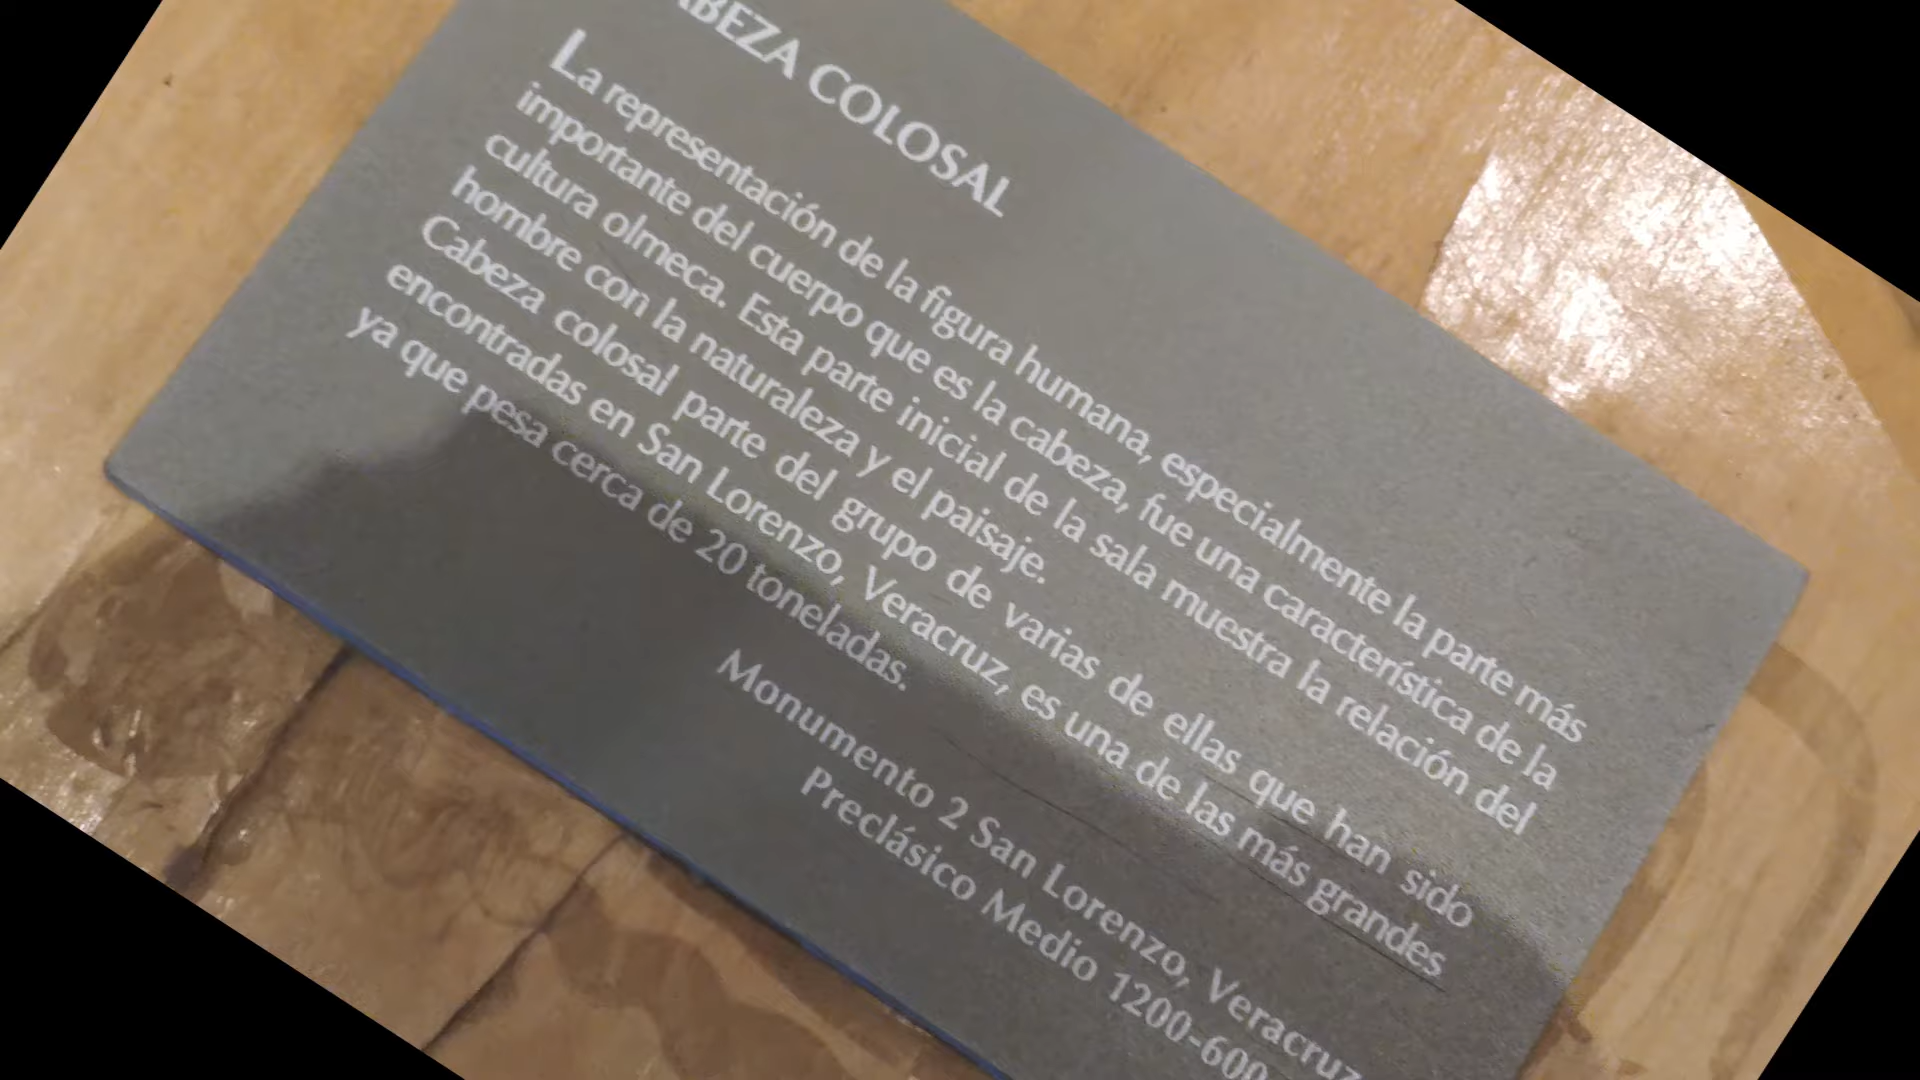 ABEZA COLOSAL
La representación de la figura humana, especialmente la parte más
importante del cuerpo que es la cabeza, fue una característica de la
cultura olmeca. Esta parte inicial de la sala muestra la relación del
hombre con la naturaleza y el paisaje.
Cabeza colosal parte del grupo de varias de ellas que han sido
encontradas en San Lorenzo, Veracruz, es una de las más grandes
ya que pesa cerca de 20 toneladas.
Monumento 2 San Lorenzo, Veracruz
Preclásico Medio 1200-600